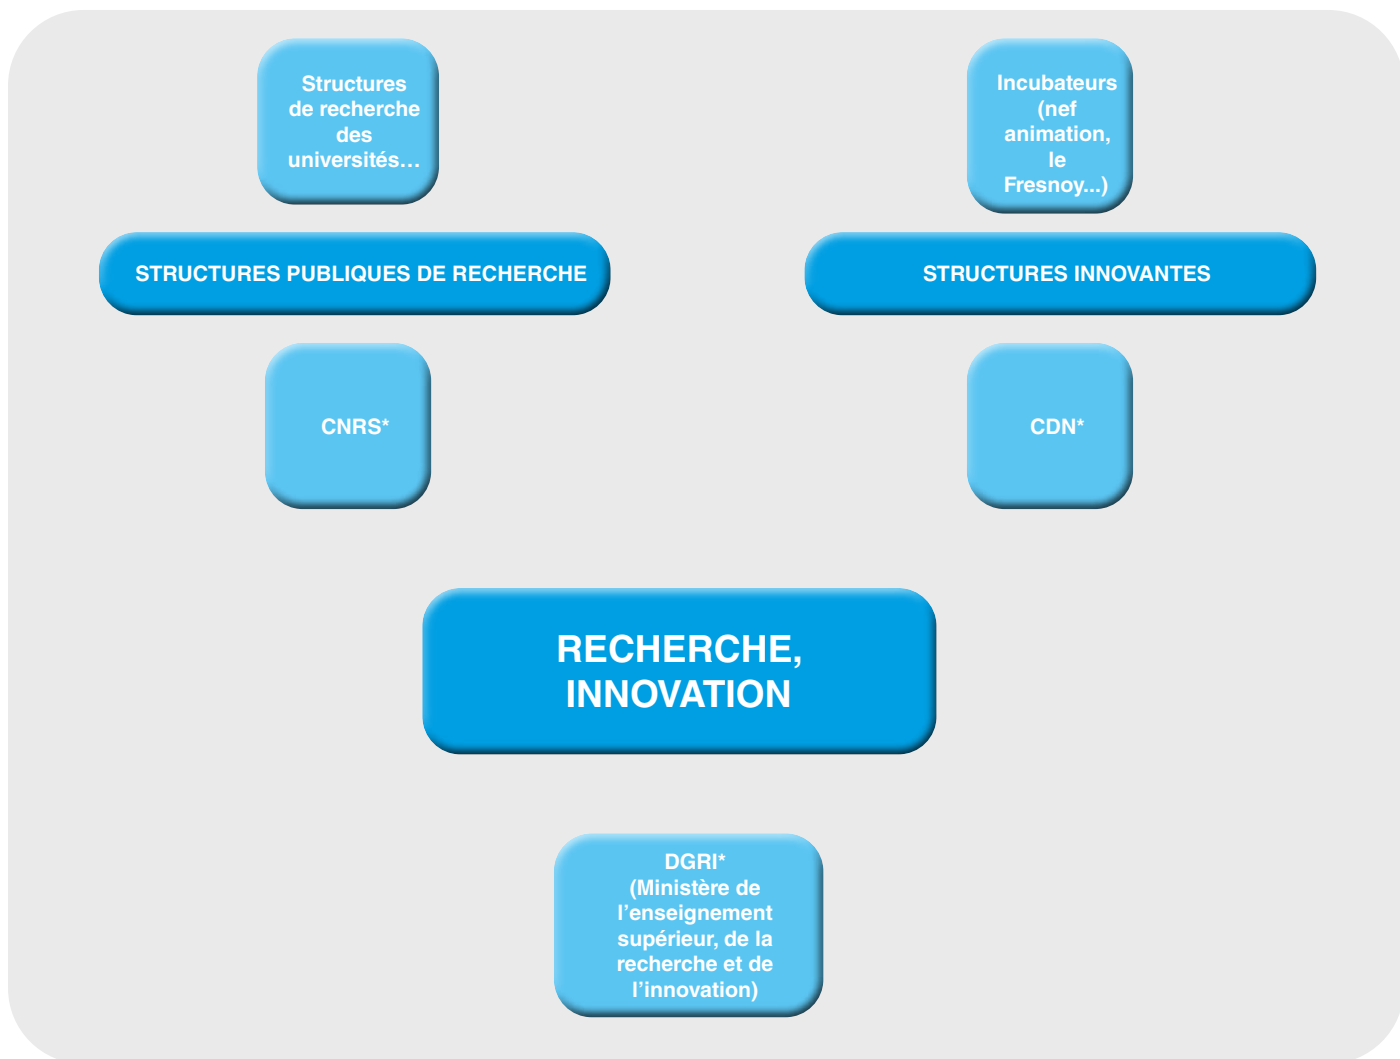 Structures
de recherche
des
universités…
Incubateurs
(nef
animation,
le
Fresnoy...)
STRUCTURES PUBLIQUES DE RECHERCHE
STRUCTURES INNOVANTES
CNRS*
CDN*
RECHERCHE,
INNOVATION
DGRI*
(Ministère de
l’enseignement
supérieur, de la
recherche et de
l’innovation)